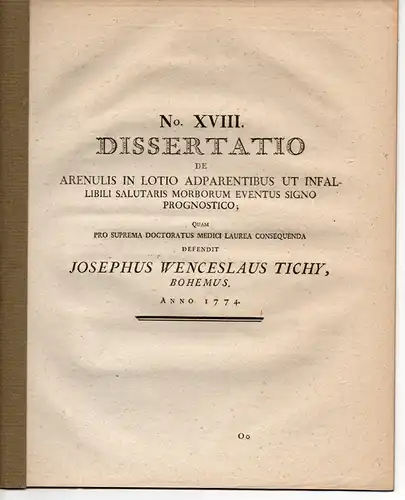 No. XVIII.
DISSERTATIO
DE
ARENULIS IN LOTIO ADPARENTIBUS UT INFAL-
LIBILI SALUTARIS MORBORUM EVENTUS SIGNO
PROGNOSTICO;
QUAM
PRO SUPREMA DOCTORATUS MEDICI LAUREA CONSEQUENDA
DEFENDIT
JOSEPHUS WENCESLAUS TICHY,
BOHEMUS.
ANNO 1774.
Oo